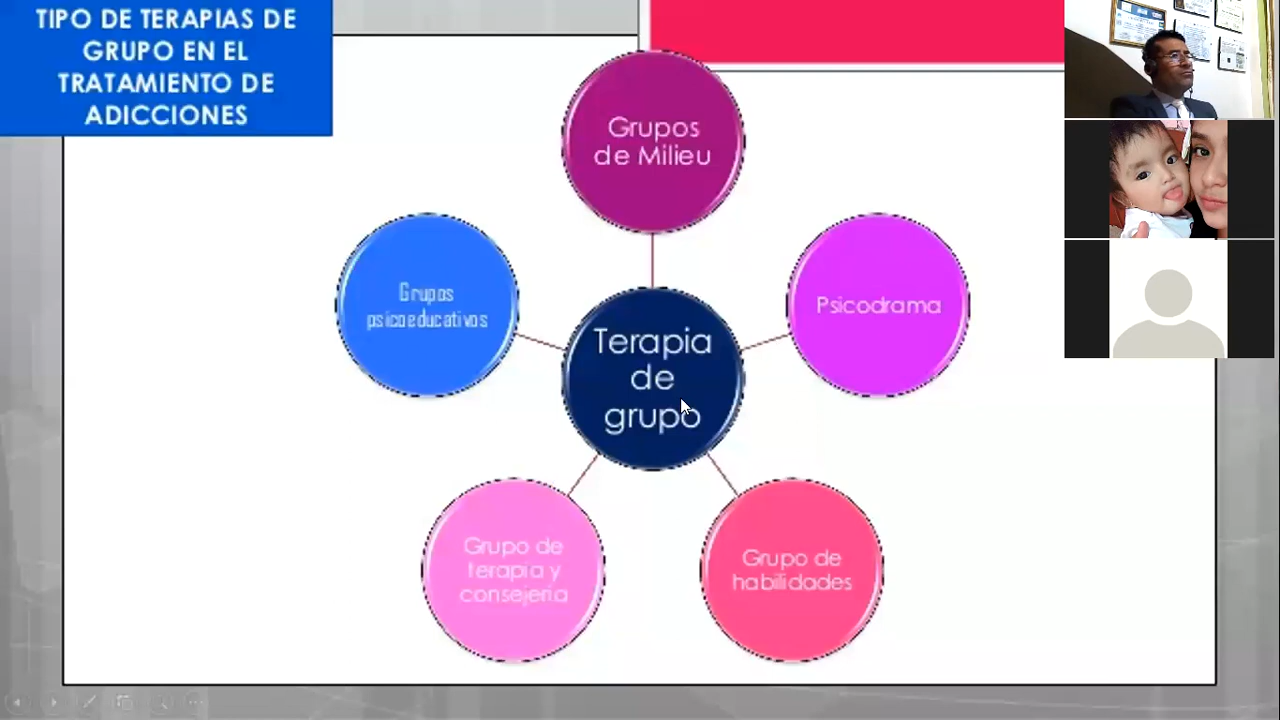 TIPO DE TERAPIAS DE
GRUPO EN EL
TRATAMIENTO DE
ADICCIONES
Grupos
de Milieu
Grupos
psicoeducativos
Psicodrama
Terapia
de
grupo
Grupo de
terapia y
consejeria
Grupo de
habilidades